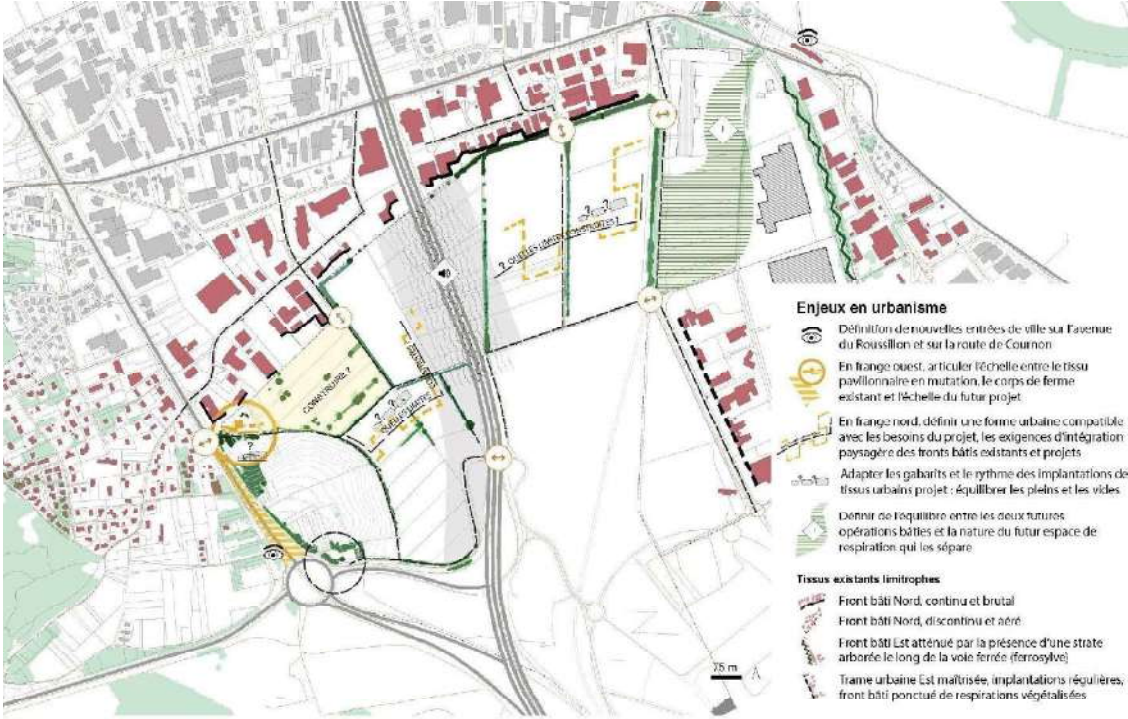 ? QUELLES LIMITES CONSTRUITES ?
? ?
CONSTRUIRE ?
QUELLES LIMITES
? ?
?
75 m
Enjeux en urbanisme
Définition de nouvelles entrées de ville sur l'avenue
du Roussillon et sur la route de Cournon
En frange ouest, articuler l'échelle entre le tissu
pavillonnaire en mutation, le corps de ferme
existant et l'échelle du futur projet
En frange nord, définir une forme urbaine compatible
avec les besoins du projet, les exigences d'intégration
paysagère des fronts bâtis existants et projets
Adapter les gabarits et le rythme des implantations de
tissus urbains projet : équilibrer les pleins et les vides
Définir de l'équilibre entre les deux futures
opérations bâties et la nature du futur espace de
respiration qui les sépare
Tissus existants limitrophes
Front bâti Nord, continu et brutal
Front bâti Nord, discontinu et aéré
Front bâti Est atténué par la présence d'une strate
arborée le long de la voie ferrée (ferrosylve)
Trame urbaine Est maîtrisée, implantations régulières,
front bâti ponctué de respirations végétalisées